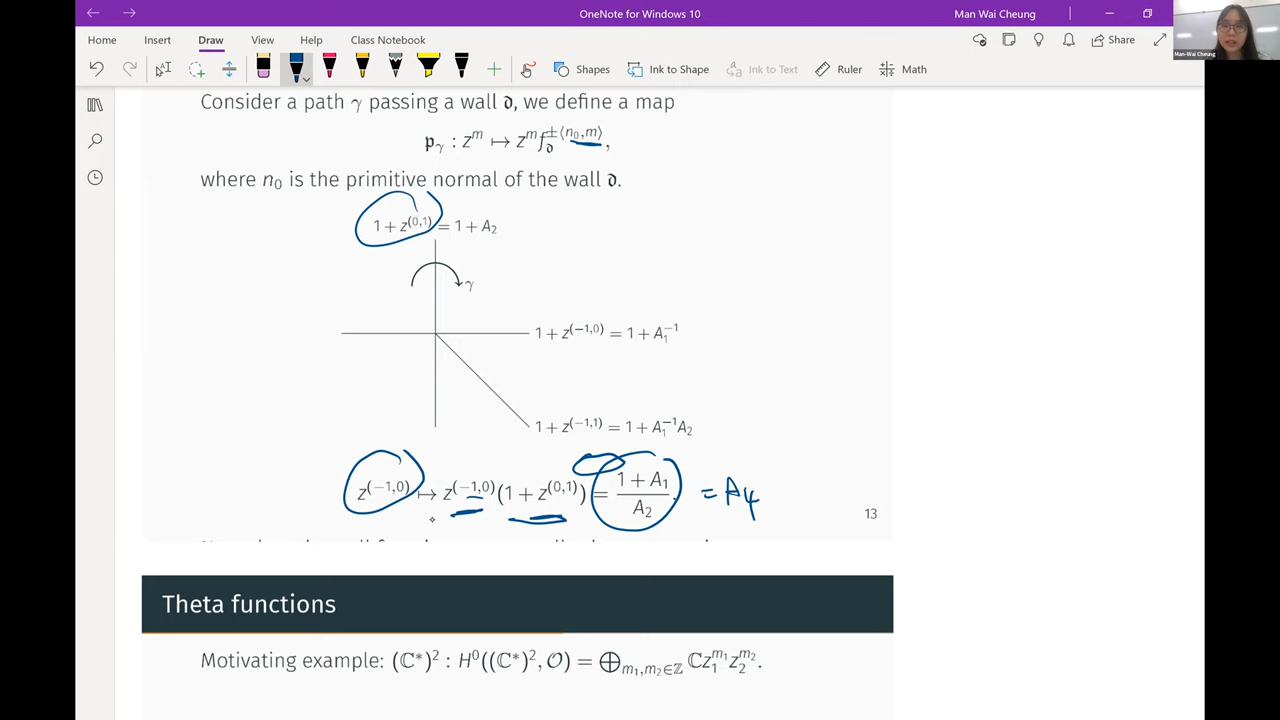 OneNote for Windows 10
Man Wai Cheung
Man-Wai Cheung
Home Insert Draw View Help Class Notebook
Share
Shapes Ink to Shape Ink to Text Ruler Math
Consider a path γ passing a wall 𝔡, we define a map
𝔭_γ : z^m ↦ z^m f_𝔡^{±⟨n_0,m⟩},
where n_0 is the primitive normal of the wall 𝔡.
1 + z^{(0,1)} = 1 + A_2
γ
1 + z^{(−1,0)} = 1 + A_1^{−1}
1 + z^{(−1,1)} = 1 + A_1^{−1}A_2
z^{(−1,0)} ↦ z^{(−1,0)}(1 + z^{(0,1)}) = \frac{1 + A_1}{A_2}. = A_4
13
Theta functions
Motivating example: (ℂ*)^2 : H^0((ℂ*)^2, 𝒪) = ⨁_{m_1,m_2∈ℤ} ℂz_1^{m_1}z_2^{m_2}.